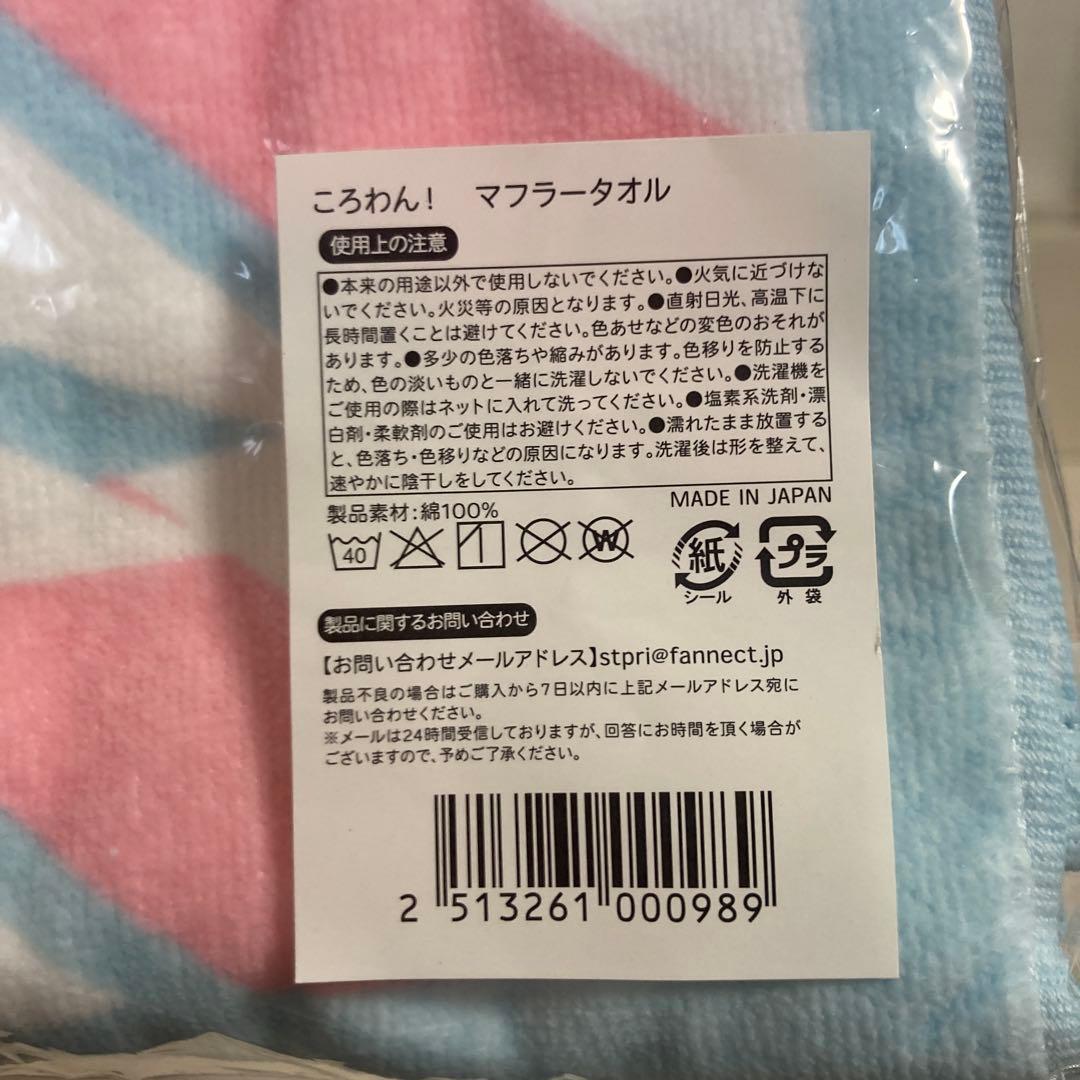 ころわん！　マフラータオル
使用上の注意
●本来の用途以外で使用しないでください。●火気に近づけな
いでください。火災等の原因となります。●直射日光、高温下に
長時間置くことは避けてください。色あせなどの変色のおそれが
あります。●多少の色落ちや縮みがあります。色移りを防止する
ため、色の淡いものと一緒に洗濯しないでください。●洗濯機を
ご使用の際はネットに入れて洗ってください。●塩素系洗剤・漂
白剤・柔軟剤のご使用はお避けください。●濡れたまま放置する
と、色落ち・色移りなどの原因になります。洗濯後は形を整えて、
速やかに陰干しをしてください。
MADE IN JAPAN
製品素材：綿100%
40 W 紙 プラ
シール 外 袋
製品に関するお問い合わせ
【お問い合わせメールアドレス】stpri@fannect.jp
製品不良の場合はご購入から7日以内に上記メールアドレス宛に
お問い合わせください。
※メールは24時間受信しておりますが、回答にお時間を頂く場合が
ございますので、予めご了承ください。
2 513261 000989